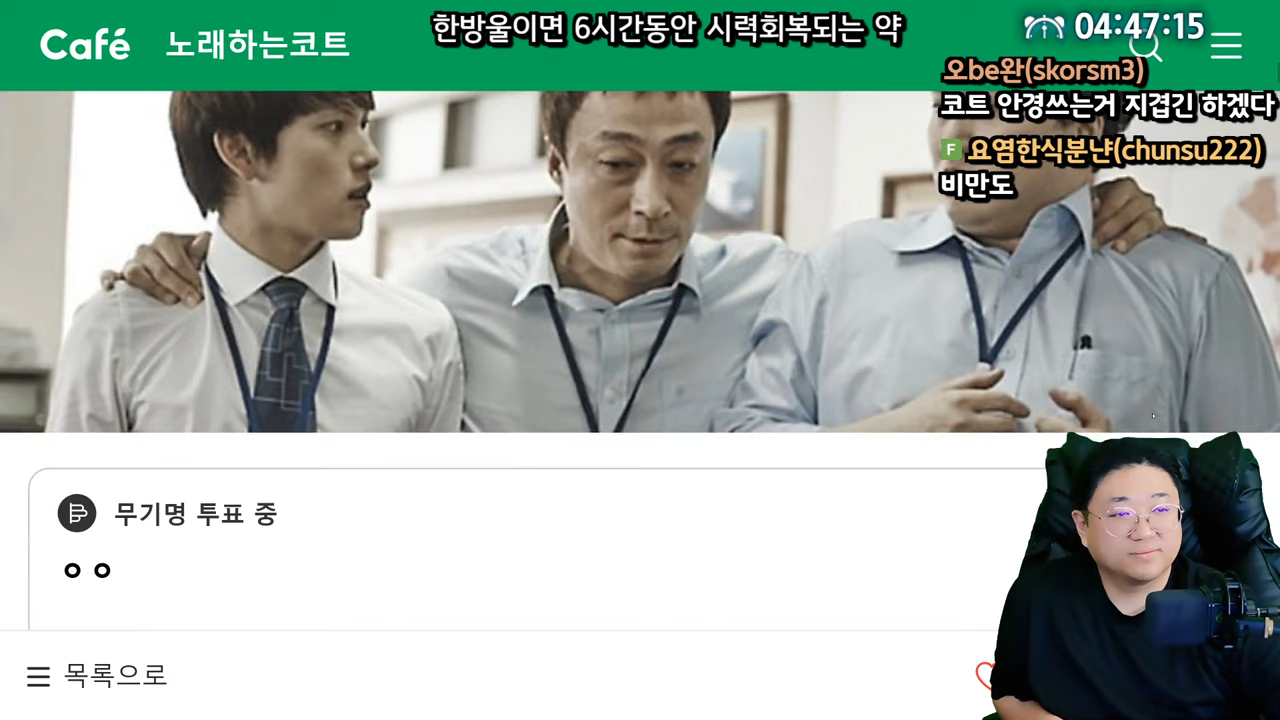 Café 노래하는코트
한방울이면 6시간동안 시력회복되는 약
04:47:15
오be완(skorsm3)
코트 안경쓰는거 지겹긴 하겠다
F 요염한식분냔(chunsu222)
비만도
무기명 투표 중
ㅇㅇ
목록으로